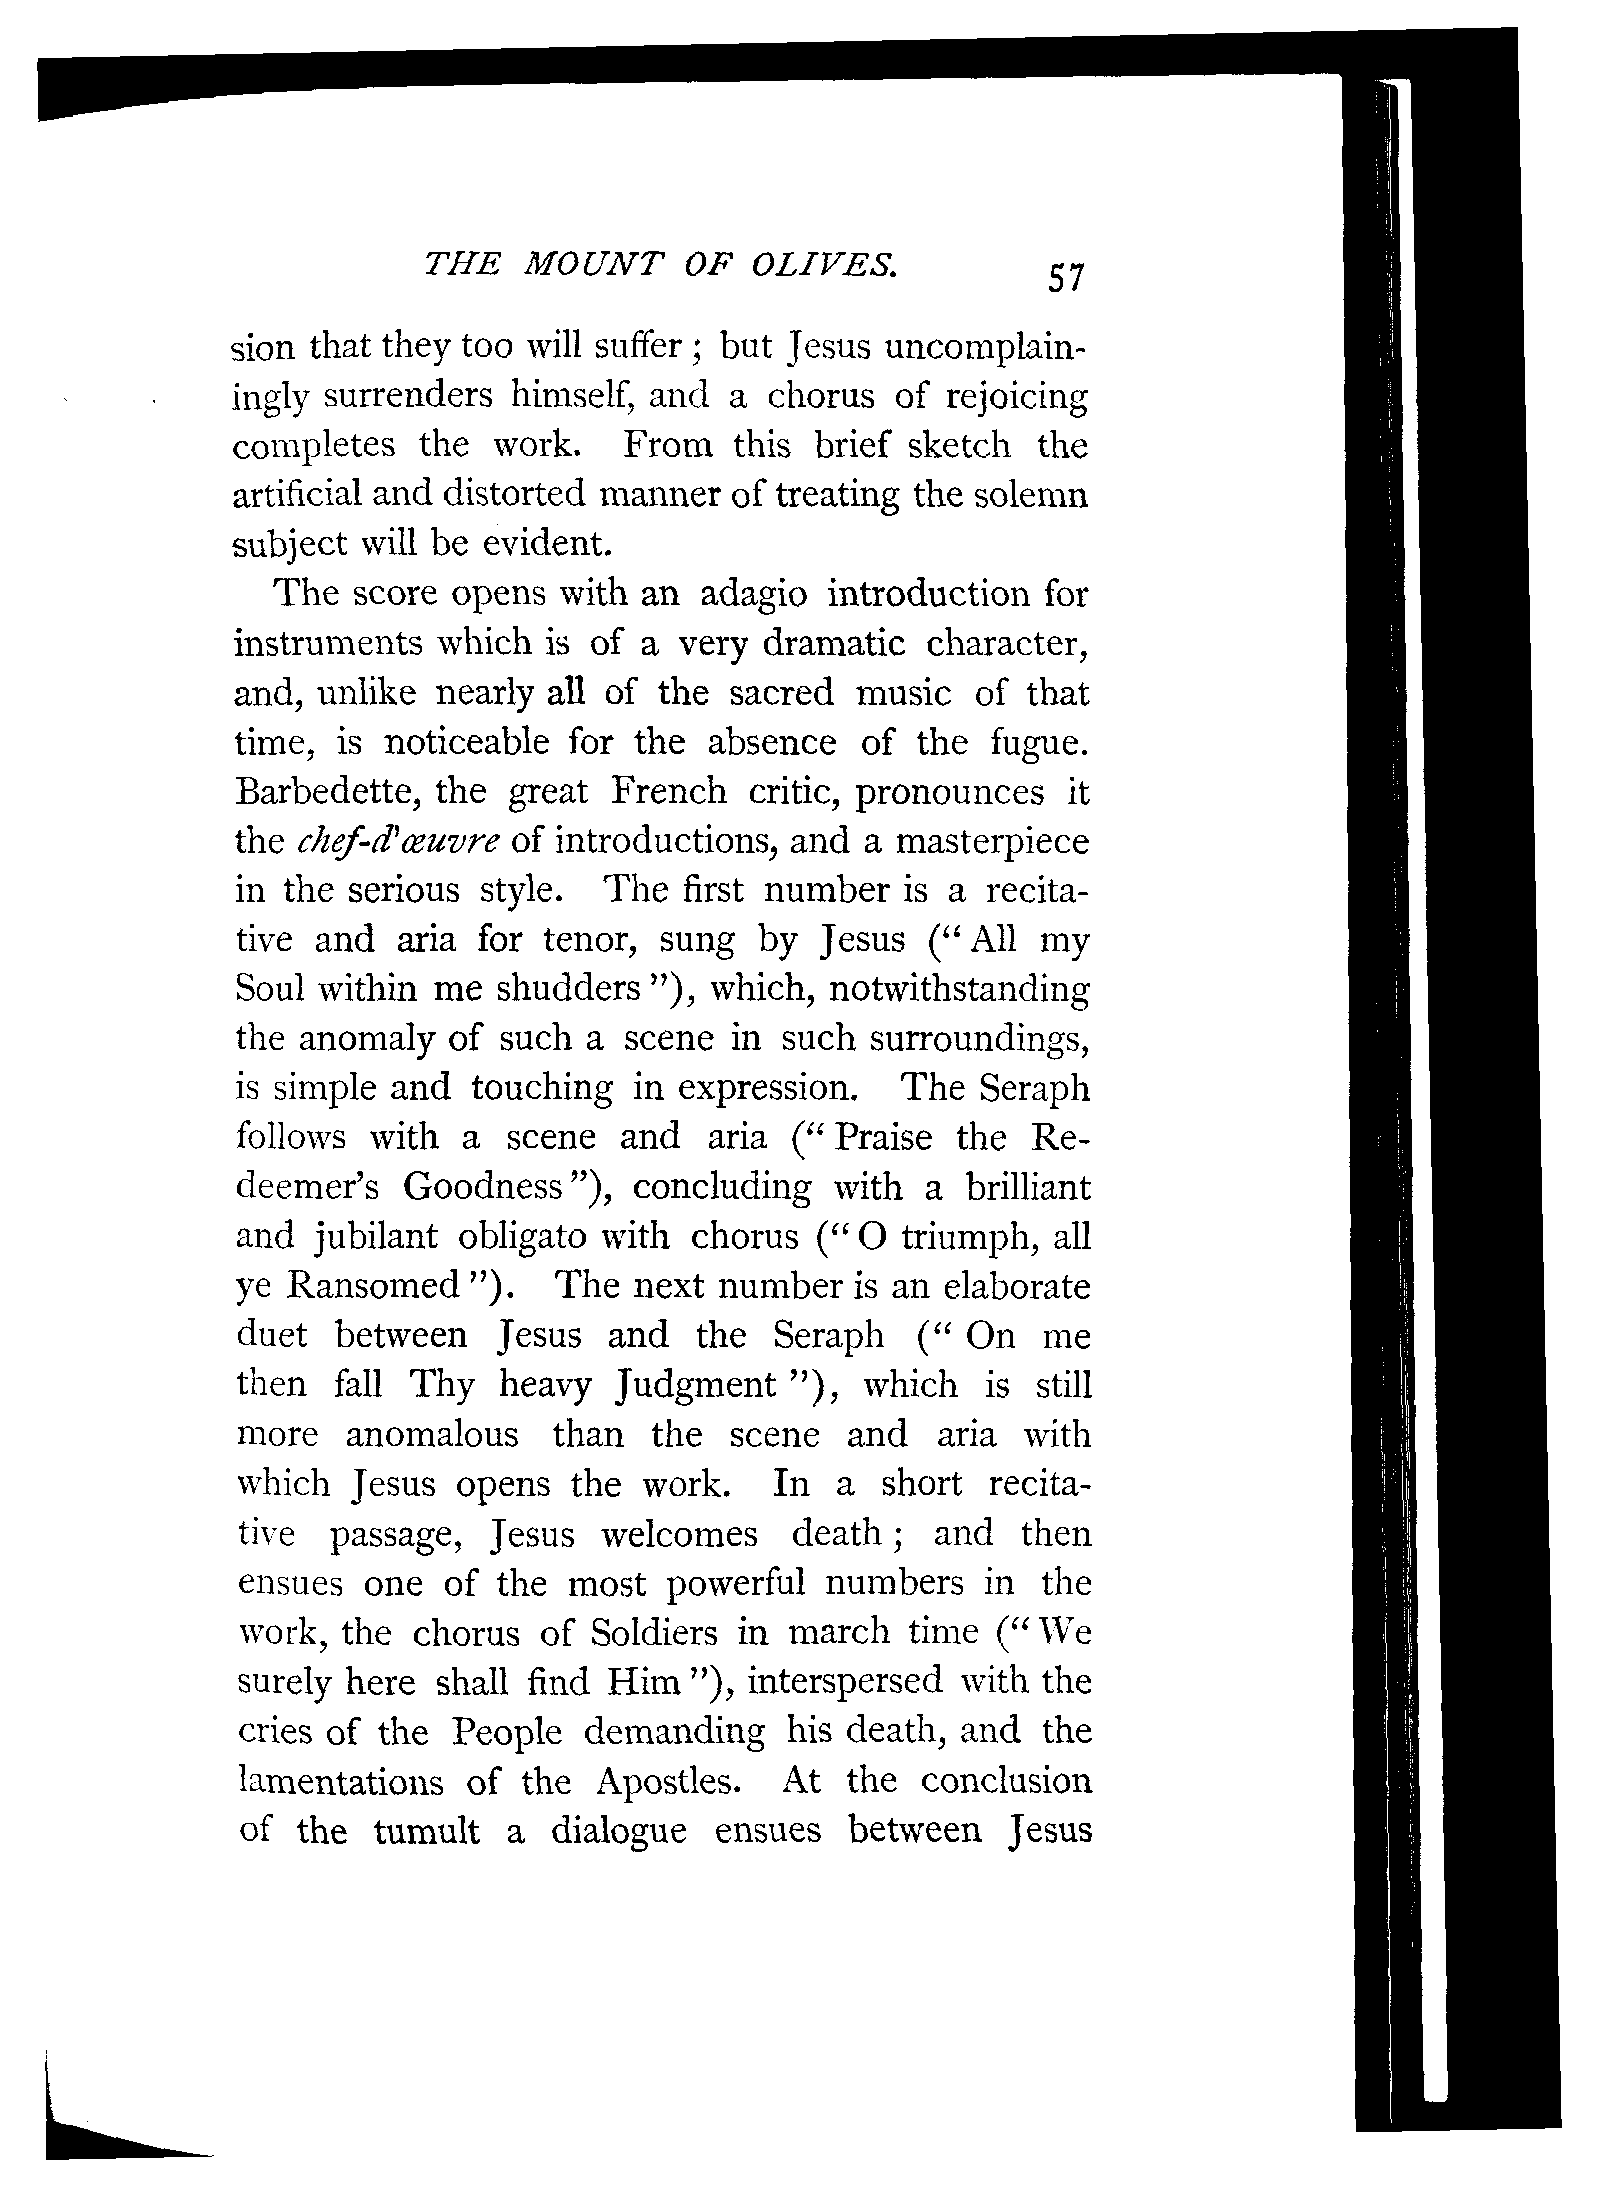 THE MOUNT OF OLIVES. 57
sion that they too will suffer ; but Jesus uncomplain-
ingly surrenders himself, and a chorus of rejoicing
completes the work. From this brief sketch the
artificial and distorted manner of treating the solemn
subject will be evident.
The score opens with an adagio introduction for
instruments which is of a very dramatic character,
and, unlike nearly all of the sacred music of that
time, is noticeable for the absence of the fugue.
Barbedette, the great French critic, pronounces it
the chef-d'œuvre of introductions, and a masterpiece
in the serious style. The first number is a recita-
tive and aria for tenor, sung by Jesus (“ All my
Soul within me shudders ”), which, notwithstanding
the anomaly of such a scene in such surroundings,
is simple and touching in expression. The Seraph
follows with a scene and aria (“ Praise the Re-
deemer's Goodness ”), concluding with a brilliant
and jubilant obligato with chorus (“ O triumph, all
ye Ransomed ”). The next number is an elaborate
duet between Jesus and the Seraph (“ On me
then fall Thy heavy Judgment ”), which is still
more anomalous than the scene and aria with
which Jesus opens the work. In a short recita-
tive passage, Jesus welcomes death ; and then
ensues one of the most powerful numbers in the
work, the chorus of Soldiers in march time (“ We
surely here shall find Him ”), interspersed with the
cries of the People demanding his death, and the
lamentations of the Apostles. At the conclusion
of the tumult a dialogue ensues between Jesus